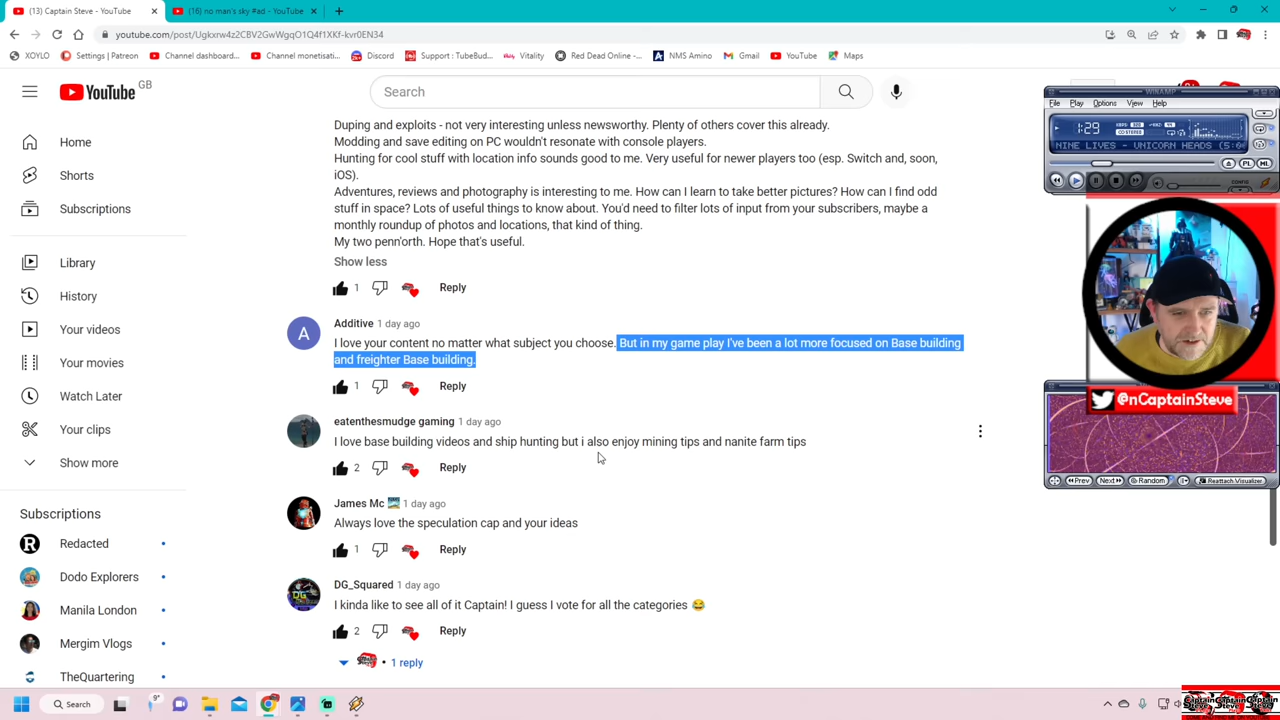 (13) Captain Steve - YouTube
(16) no man's sky #ad - YouTube
youtube.com/post/Ugkxrw4z2CBV2GwWgqO1Q4f1XKf-kvr0EN34
XOYLO
Settings | Patreon
Channel dashboard...
Channel monetisati...
Discord
Support : TubeBud...
Vitality
Red Dead Online -...
NMS Amino
Gmail
YouTube
Maps
YouTube GB
Search
Home
Shorts
Subscriptions
Library
History
Your videos
Your movies
Watch Later
Your clips
Show more
Subscriptions
Redacted
Dodo Explorers
Manila London
Mergim Vlogs
TheQuartering
Duping and exploits - not very interesting unless newsworthy. Plenty of others cover this already.
Modding and save editing on PC wouldn't resonate with console players.
Hunting for cool stuff with location info sounds good to me. Very useful for newer players too (esp. Switch and, soon,
iOS).
Adventures, reviews and photography is interesting to me. How can I learn to take better pictures? How can I find odd
stuff in space? Lots of useful things to know about. You'd need to filter lots of input from your subscribers, maybe a
monthly roundup of photos and locations, that kind of thing.
My two penn'orth. Hope that's useful.
Show less
1 Reply
A
Additive 1 day ago
I love your content no matter what subject you choose. But in my game play I've been a lot more focused on Base building
and freighter Base building.
1 Reply
eatenthesmudge gaming 1 day ago
I love base building videos and ship hunting but i also enjoy mining tips and nanite farm tips
2 Reply
James Mc 1 day ago
Always love the speculation cap and your ideas
1 Reply
DG_Squared 1 day ago
I kinda like to see all of it Captain! I guess I vote for all the categories 😂
2 Reply
• 1 reply
WINAMP
File Play Options View Help
1:29
NINE LIVES - UNICORN HEADS (5:0
PL ML
CONFIG
@nCaptainSteve
Prev Next Random Reattach Visualizer
Search
9°